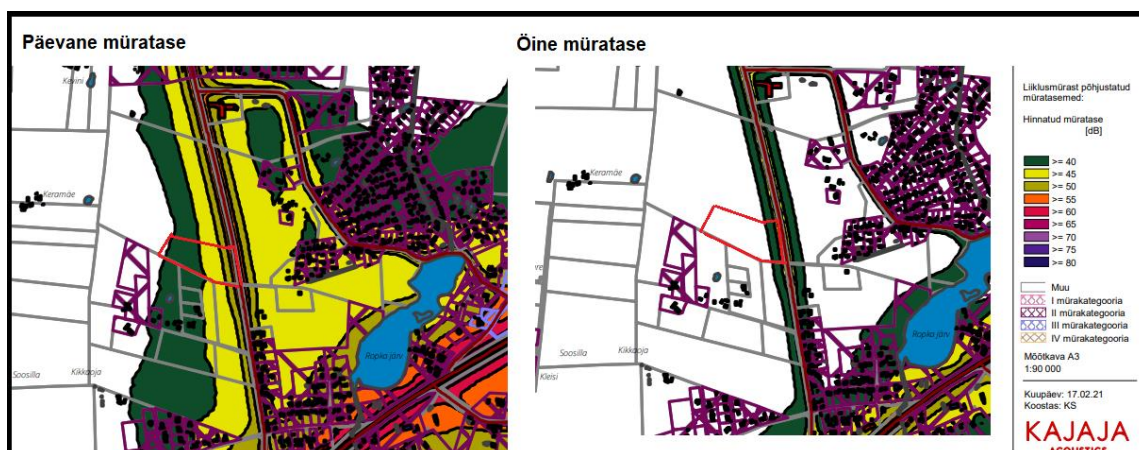 Päevane müratase
Öine müratase
Kevini
Keramäe
Soosilla
Kikkaoja
Ropka järv
Keramäe
Soosilla
Kikkaoja
Kleisi
Ropka järv
Liiklusmürast põhjustatud
müratasemed:
Hinnatud müratase
[dB]
>= 40
>= 45
>= 50
>= 55
>= 60
>= 65
>= 70
>= 75
>= 80
Muu
I mürakategooria
II mürakategooria
III mürakategooria
IV mürakategooria
Mõõtkava A3
1:90 000
Kuupäev: 17.02.21
Koostas: KS
KAJAJA
ACOUSTICS